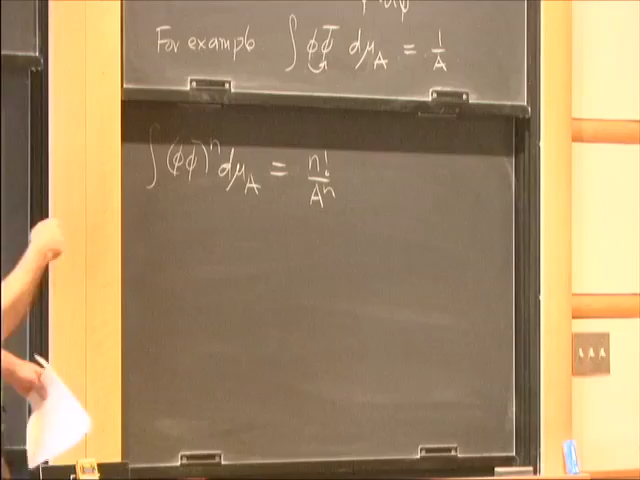 For example ∫ φφ̄ dμ_A = 1/A
∫ (φφ̄)^n dμ_A = n!/A^n